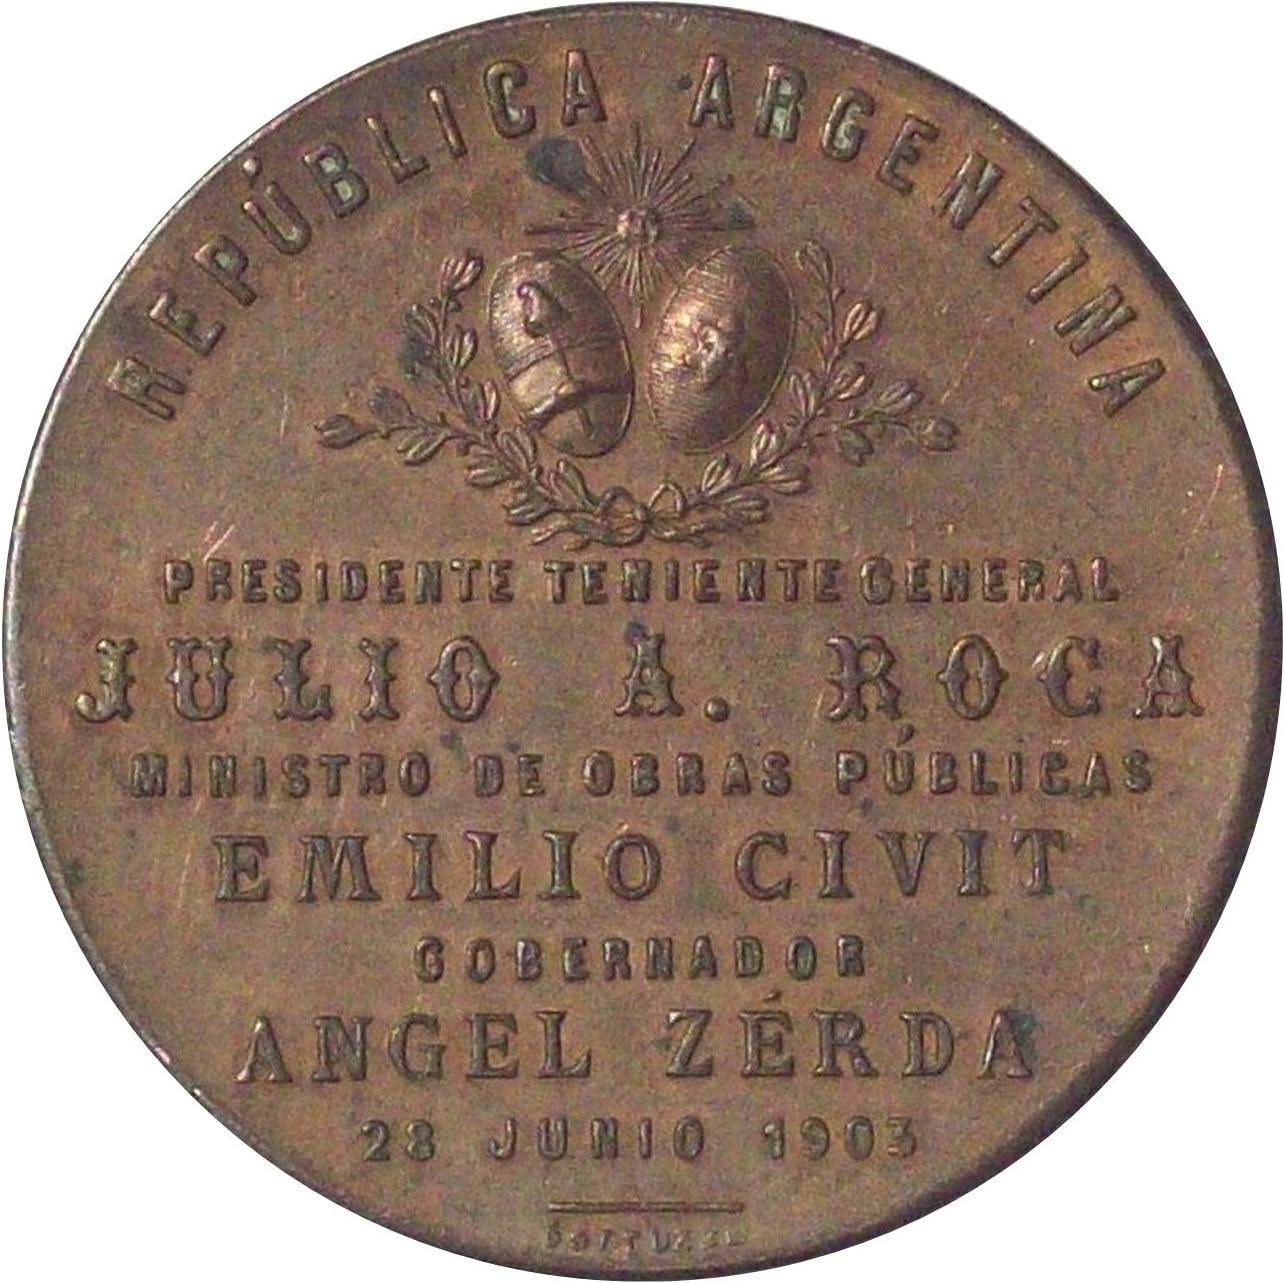 REPÚBLICA ARGENTINA
PRESIDENTE TENIENTE GENERAL
JULIO A. ROCA
MINISTRO DE OBRAS PÚBLICAS
EMILIO CIVIT
GOBERNADOR
ANGEL ZÉRDA
28 JUNIO 1903